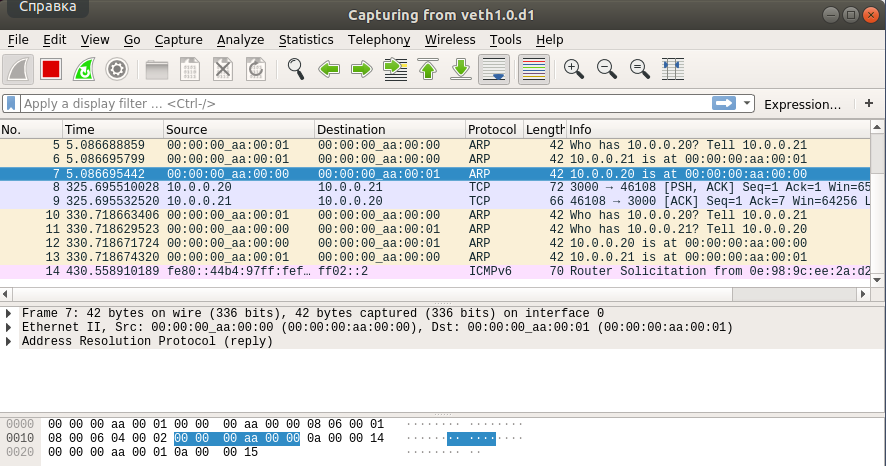 Справка
Capturing from veth1.0.d1
File Edit View Go Capture Analyze Statistics Telephony Wireless Tools Help
Apply a display filter ... <Ctrl-/> Expression... +
No. Time Source Destination Protocol Length Info
5 5.086688859 00:00:00_aa:00:01 00:00:00_aa:00:00 ARP 42 Who has 10.0.0.20? Tell 10.0.0.21
6 5.086695799 00:00:00_aa:00:01 00:00:00_aa:00:00 ARP 42 10.0.0.21 is at 00:00:00:aa:00:01
7 5.086695442 00:00:00_aa:00:00 00:00:00_aa:00:01 ARP 42 10.0.0.20 is at 00:00:00:aa:00:00
8 325.695510028 10.0.0.20 10.0.0.21 TCP 72 3000 → 46108 [PSH, ACK] Seq=1 Ack=1 Win=65
9 325.695532520 10.0.0.21 10.0.0.20 TCP 66 46108 → 3000 [ACK] Seq=1 Ack=7 Win=64256 L
10 330.718663406 00:00:00_aa:00:01 00:00:00_aa:00:00 ARP 42 Who has 10.0.0.20? Tell 10.0.0.21
11 330.718629523 00:00:00_aa:00:00 00:00:00_aa:00:01 ARP 42 Who has 10.0.0.21? Tell 10.0.0.20
12 330.718671724 00:00:00_aa:00:00 00:00:00_aa:00:01 ARP 42 10.0.0.20 is at 00:00:00:aa:00:00
13 330.718674320 00:00:00_aa:00:01 00:00:00_aa:00:00 ARP 42 10.0.0.21 is at 00:00:00:aa:00:01
14 430.558910189 fe80::44b4:97ff:fef… ff02::2 ICMPv6 70 Router Solicitation from 0e:98:9c:ee:2a:d2
Frame 7: 42 bytes on wire (336 bits), 42 bytes captured (336 bits) on interface 0
Ethernet II, Src: 00:00:00_aa:00:00 (00:00:00:aa:00:00), Dst: 00:00:00_aa:00:01 (00:00:00:aa:00:01)
Address Resolution Protocol (reply)
0000 00 00 00 aa 00 01 00 00 00 aa 00 00 08 06 00 01 ········ ········
0010 08 00 06 04 00 02 00 00 00 aa 00 00 0a 00 00 14 ········ ········
0020 00 00 00 aa 00 01 0a 00 00 15 ········ ··